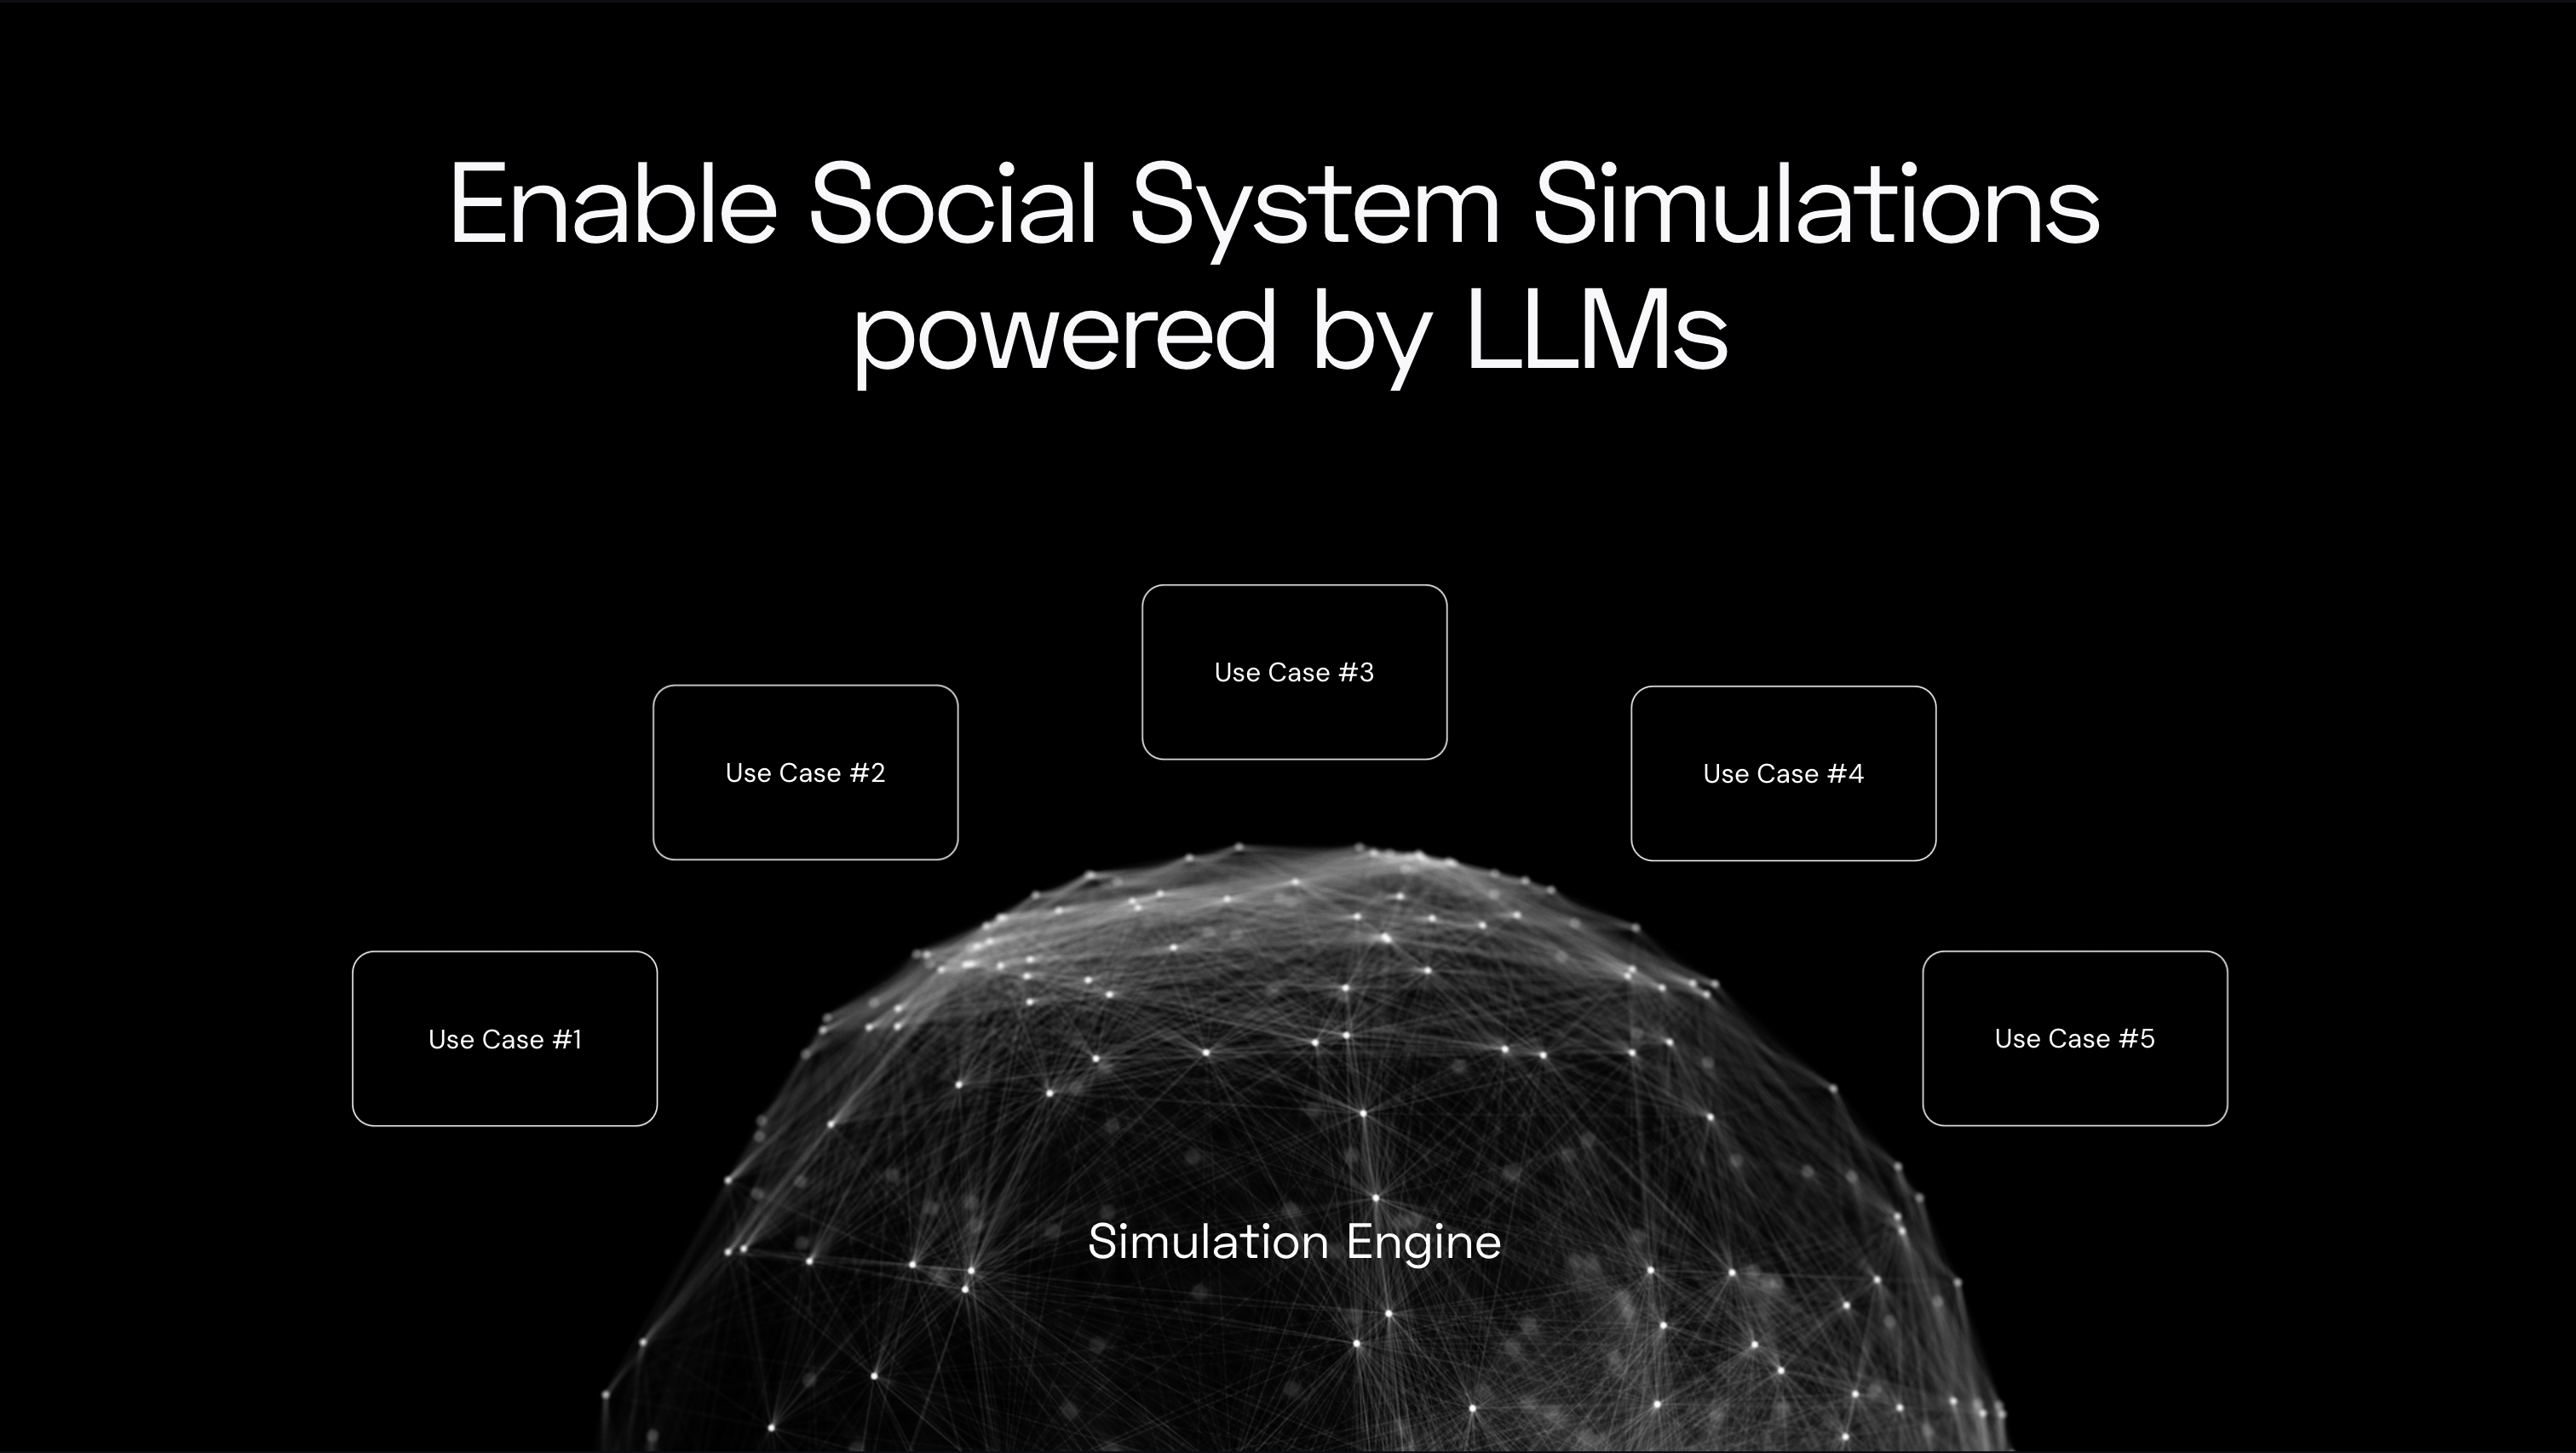 Enable Social System Simulations
powered by LLMs
Use Case #1
Use Case #2
Use Case #3
Use Case #4
Use Case #5
Simulation Engine